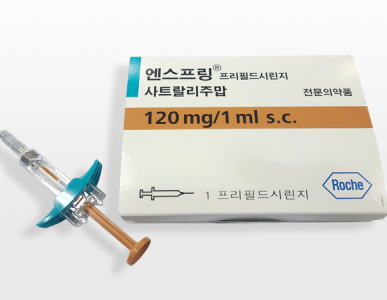 엔스프링® 프리필드시린지
사트랄리주맙 전문의약품
120 mg/1 ml s.c.
1 프리필드시린지
Roche